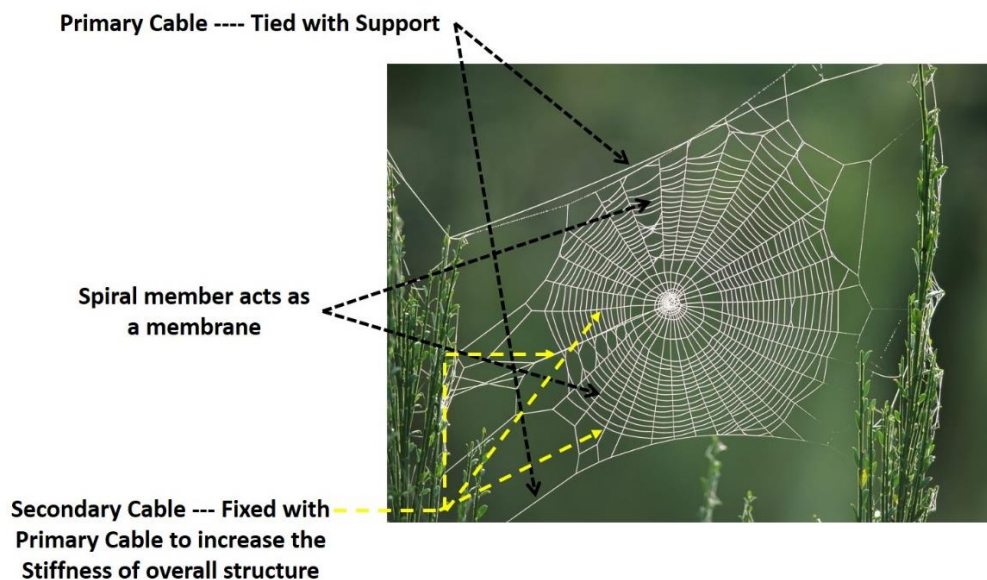 Primary Cable ---- Tied with Support
Spiral member acts as
a membrane
Secondary Cable --- Fixed with
Primary Cable to increase the
Stiffness of overall structure